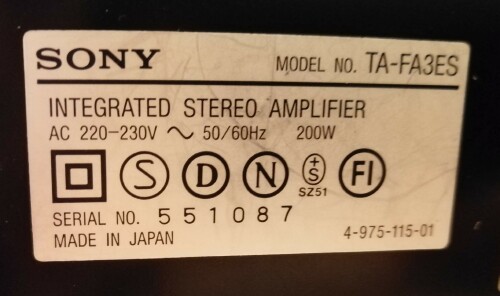 SONY MODEL NO. TA-FA3ES
INTEGRATED STEREO AMPLIFIER
AC 220-230V ~ 50/60Hz 200W
S D N +S FI
SZ51
SERIAL NO. 551087
MADE IN JAPAN 4-975-115-01